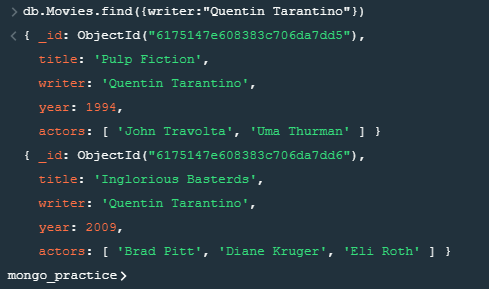 > db.Movies.find({writer:"Quentin Tarantino"})
< { _id: ObjectId("6175147e608383c706da7dd5"),
title: 'Pulp Fiction',
writer: 'Quentin Tarantino',
year: 1994,
actors: [ 'John Travolta', 'Uma Thurman' ] }
{ _id: ObjectId("6175147e608383c706da7dd6"),
title: 'Inglorious Basterds',
writer: 'Quentin Tarantino',
year: 2009,
actors: [ 'Brad Pitt', 'Diane Kruger', 'Eli Roth' ] }
mongo_practice>